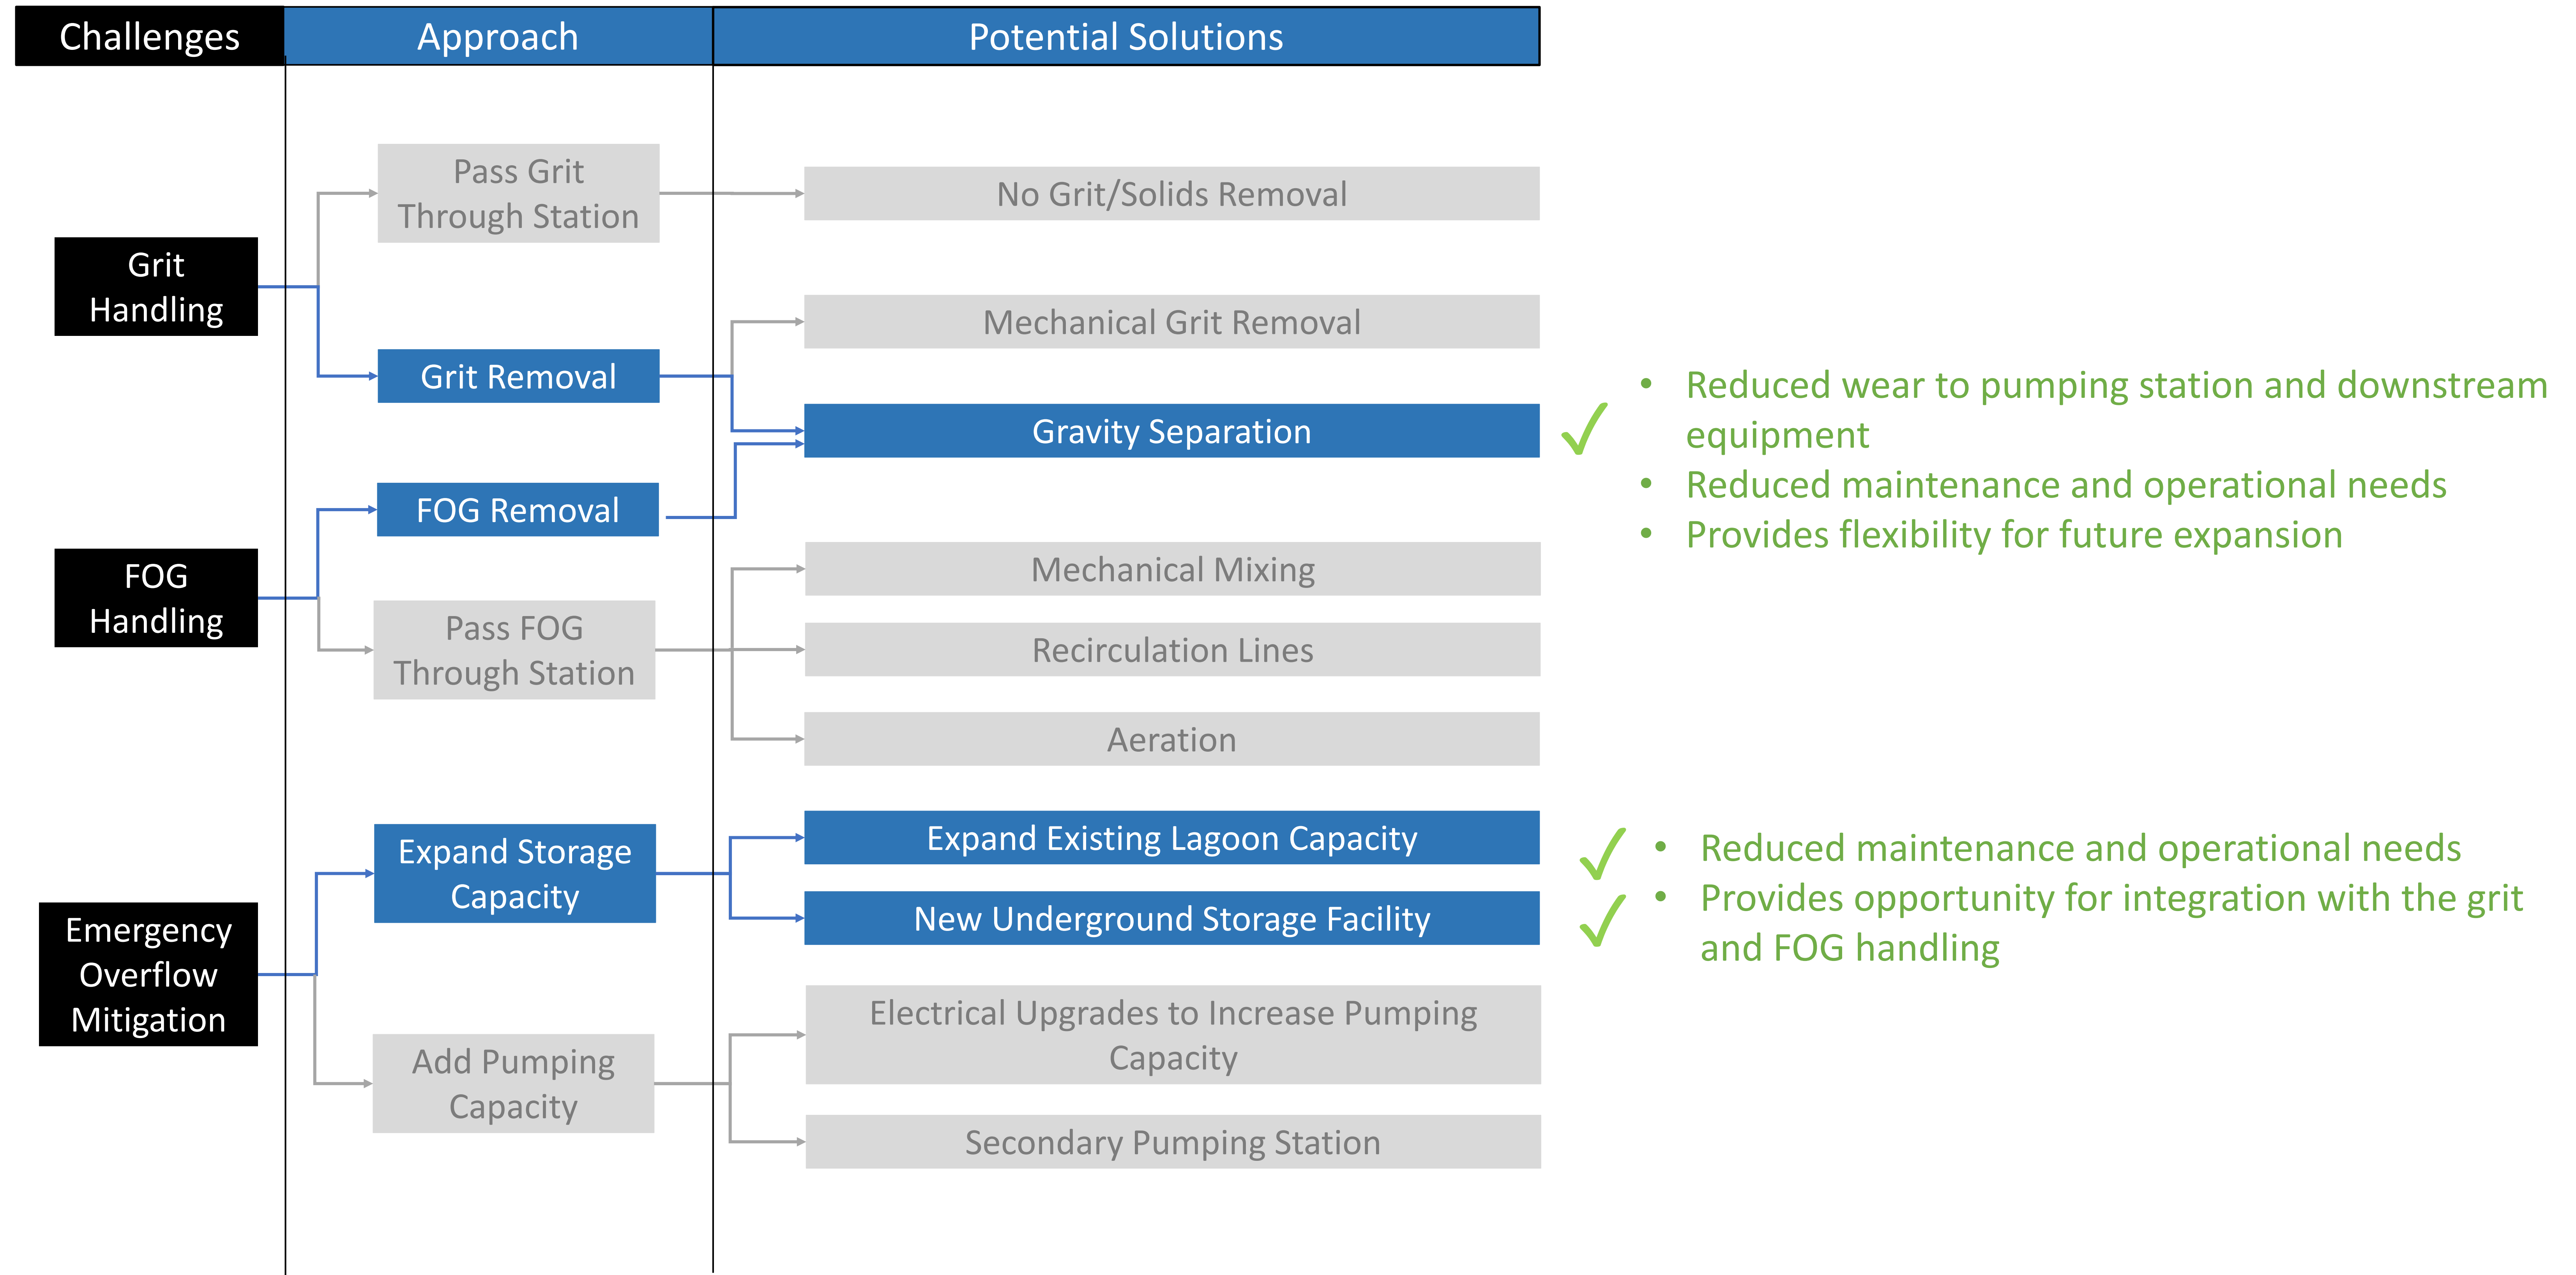 Challenges
Approach
Potential Solutions
Pass Grit
Through Station
No Grit/Solids Removal
Grit
Handling
Mechanical Grit Removal
Grit Removal
Gravity Separation
• Reduced wear to pumping station and downstream
equipment
• Reduced maintenance and operational needs
• Provides flexibility for future expansion
FOG Removal
FOG
Handling
Mechanical Mixing
Pass FOG
Through Station
Recirculation Lines
Aeration
Expand Storage
Capacity
Expand Existing Lagoon Capacity
New Underground Storage Facility
• Reduced maintenance and operational needs
• Provides opportunity for integration with the grit
and FOG handling
Emergency
Overflow
Mitigation
Add Pumping
Capacity
Electrical Upgrades to Increase Pumping
Capacity
Secondary Pumping Station